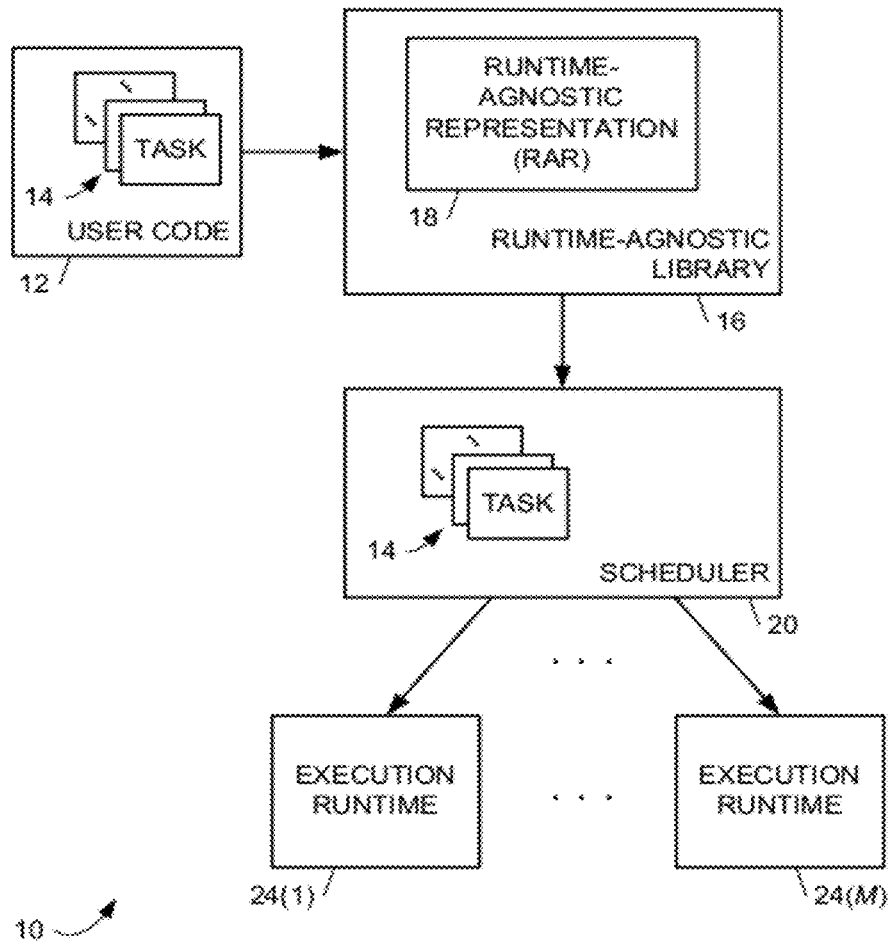 TASK
14
USER CODE
12
RUNTIME-
AGNOSTIC
REPRESENTATION
(RAR)
18
RUNTIME-AGNOSTIC
LIBRARY
16
TASK
14
SCHEDULER
20
. . .
EXECUTION
RUNTIME
. . .
EXECUTION
RUNTIME
24(1)
24(M)
10